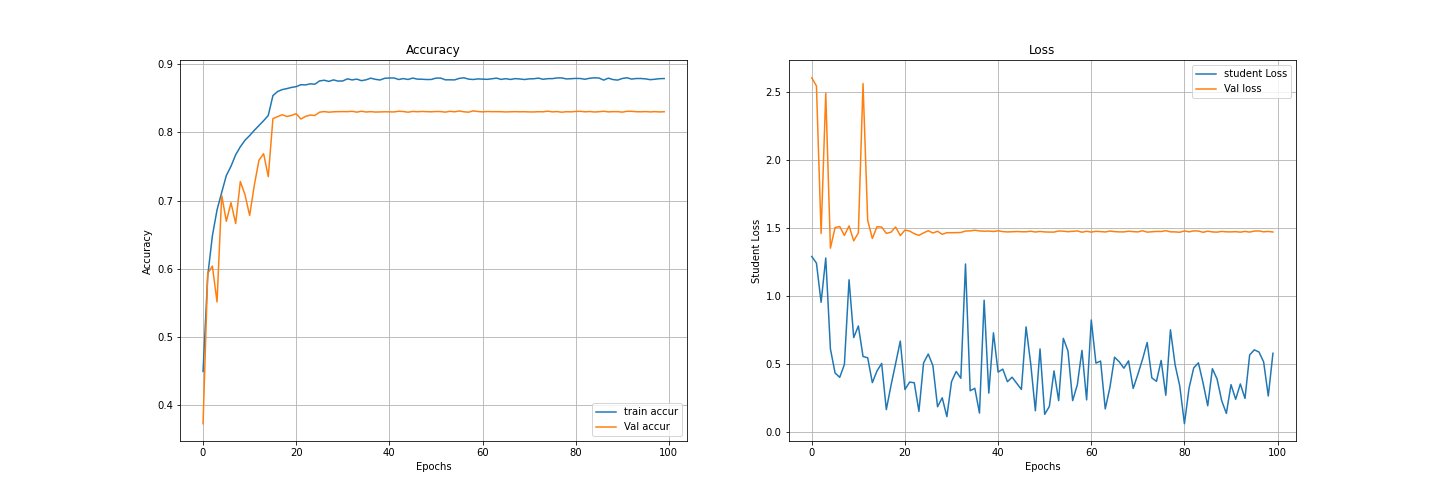 Accuracy
0.9
0.8
0.7
0.6
0.5
0.4
Accuracy
0 20 40 60 80 100
Epochs
train accur
Val accur
Loss
2.5
2.0
1.5
1.0
0.5
0.0
Student Loss
0 20 40 60 80 100
Epochs
student Loss
Val loss